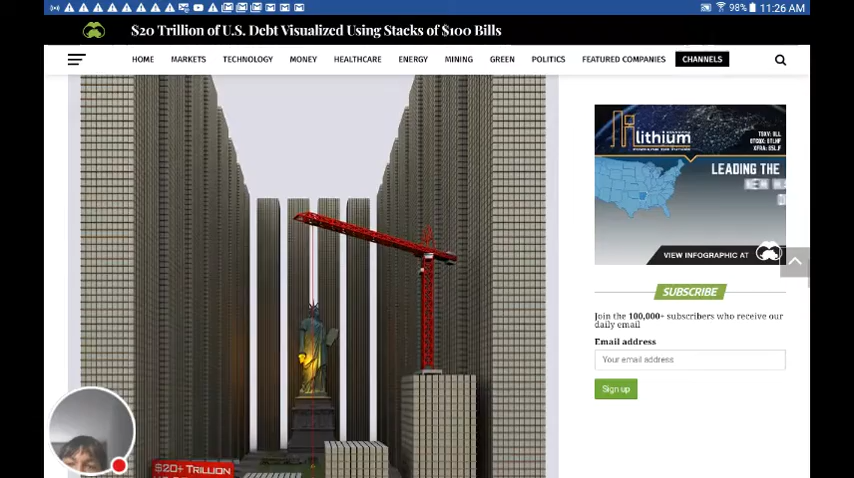 98% 11:26 AM
$20 Trillion of U.S. Debt Visualized Using Stacks of $100 Bills
HOME MARKETS TECHNOLOGY MONEY HEALTHCARE ENERGY MINING GREEN POLITICS FEATURED COMPANIES CHANNELS
lithium
LEADING THE
VIEW INFOGRAPHIC AT
SUBSCRIBE
Join the 100,000+ subscribers who receive our
daily email
Email address
Your email address
Sign up
$20+ TRILLION